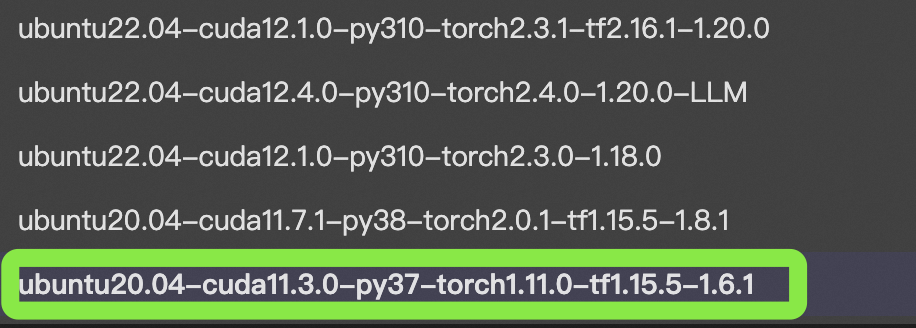 ubuntu22.04-cuda12.1.0-py310-torch2.3.1-tf2.16.1-1.20.0
ubuntu22.04-cuda12.4.0-py310-torch2.4.0-1.20.0-LLM
ubuntu22.04-cuda12.1.0-py310-torch2.3.0-1.18.0
ubuntu20.04-cuda11.7.1-py38-torch2.0.1-tf1.15.5-1.8.1
ubuntu20.04-cuda11.3.0-py37-torch1.11.0-tf1.15.5-1.6.1